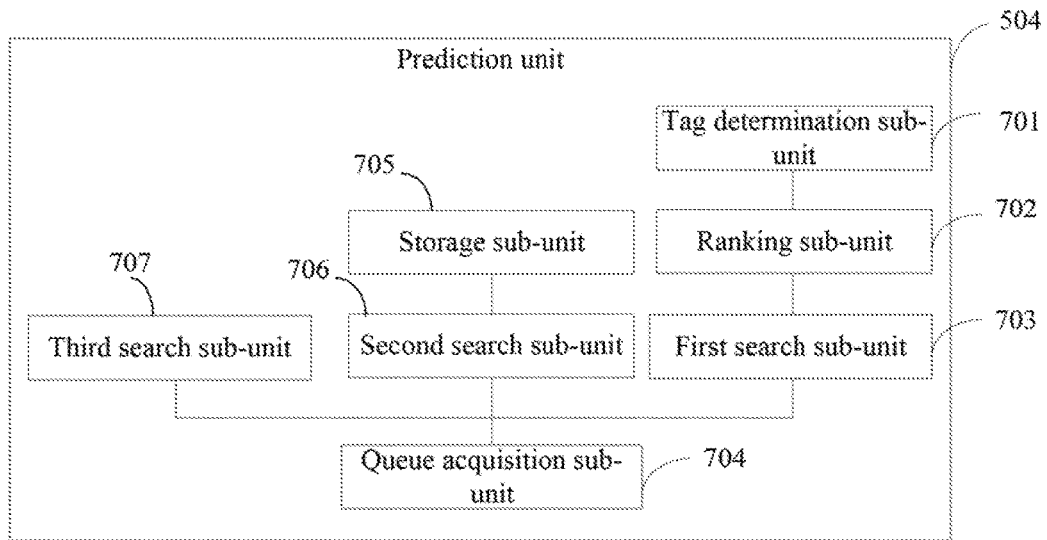 504
Prediction unit
Tag determination sub-
unit
701
705
Storage sub-unit
Ranking sub-unit
702
707
706
Third search sub-unit
Second search sub-unit
First search sub-unit
703
Queue acquisition sub-
unit
704